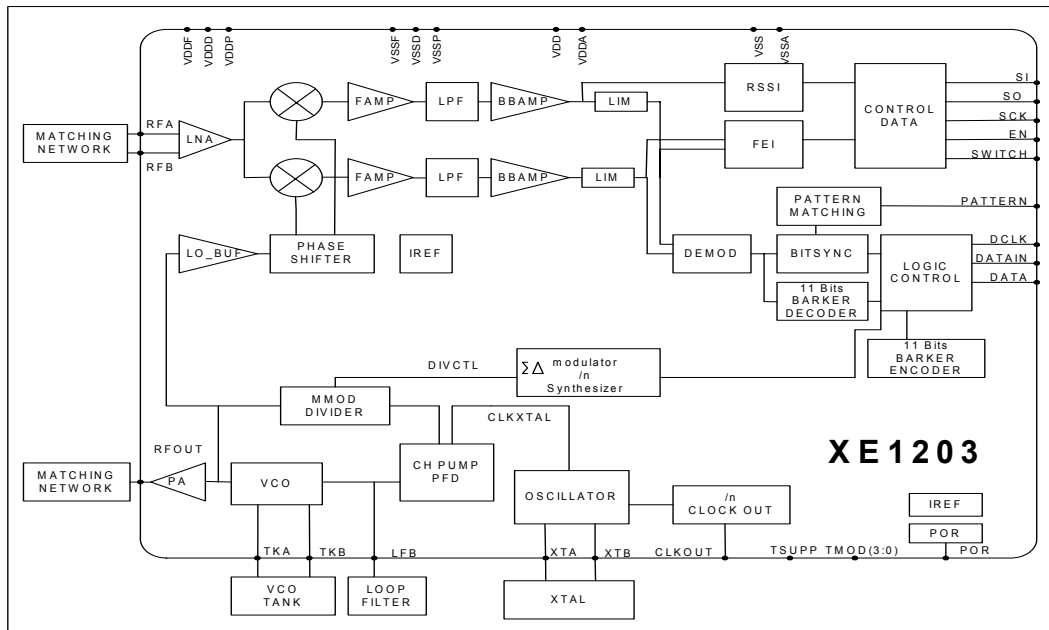 VDDF
VDDD
VDDP
VSSF
VSSD
VSSP
VDD
VDDA
VSS
VSSA
FAMP
LPF
BBAMP
LIM
RSSI
CONTROL
DATA
SI
SO
SCK
EN
SWITCH
MATCHING
NETWORK
RFA
RFB
LNA
FEI
FAMP
LPF
BBAMP
LIM
PATTERN
MATCHING
PATTERN
LO_BUF
PHASE
SHIFTER
IREF
DEMOD
BITSYNC
LOGIC
CONTROL
DCLK
DATAIN
DATA
11 Bits
BARKER
DECODER
11 Bits
BARKER
ENCODER
DIVCTL
ΣΔ modulator
/n
Synthesizer
MMOD
DIVIDER
CLKXTAL
RFOUT
MATCHING
NETWORK
PA
VCO
CH PUMP
PFD
OSCILLATOR
/n
CLOCK OUT
XE1203
IREF
POR
TKA
TKB
LFB
XTA
XTB
CLKOUT
TSUPP
TMOD(3:0)
POR
VCO
TANK
LOOP
FILTER
XTAL